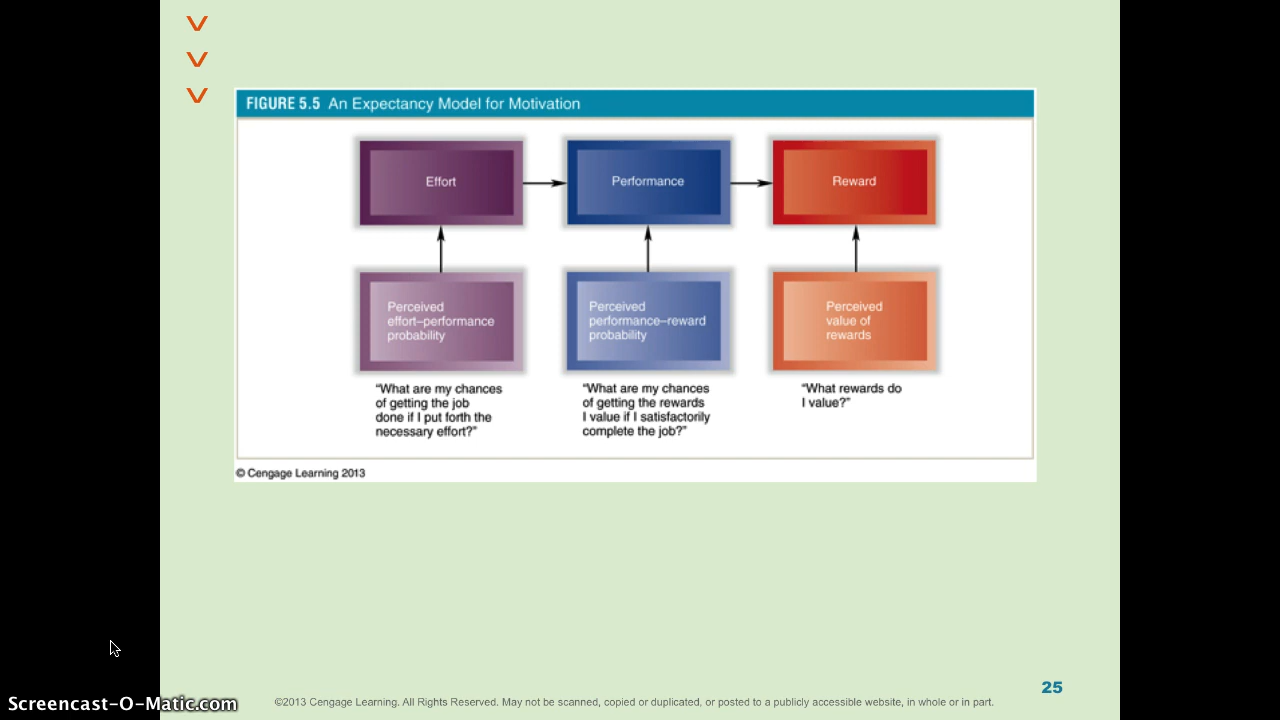 FIGURE 5.5 An Expectancy Model for Motivation
Effort
Performance
Reward
Perceived
effort–performance
probability
Perceived
performance–reward
probability
Perceived
value of
rewards
“What are my chances
of getting the job
done if I put forth the
necessary effort?”
“What are my chances
of getting the rewards
I value if I satisfactorily
complete the job?”
“What rewards do
I value?”
© Cengage Learning 2013
25
Screencast-O-Matic.com
©2013 Cengage Learning. All Rights Reserved. May not be scanned, copied or duplicated, or posted to a publicly accessible website, in whole or in part.